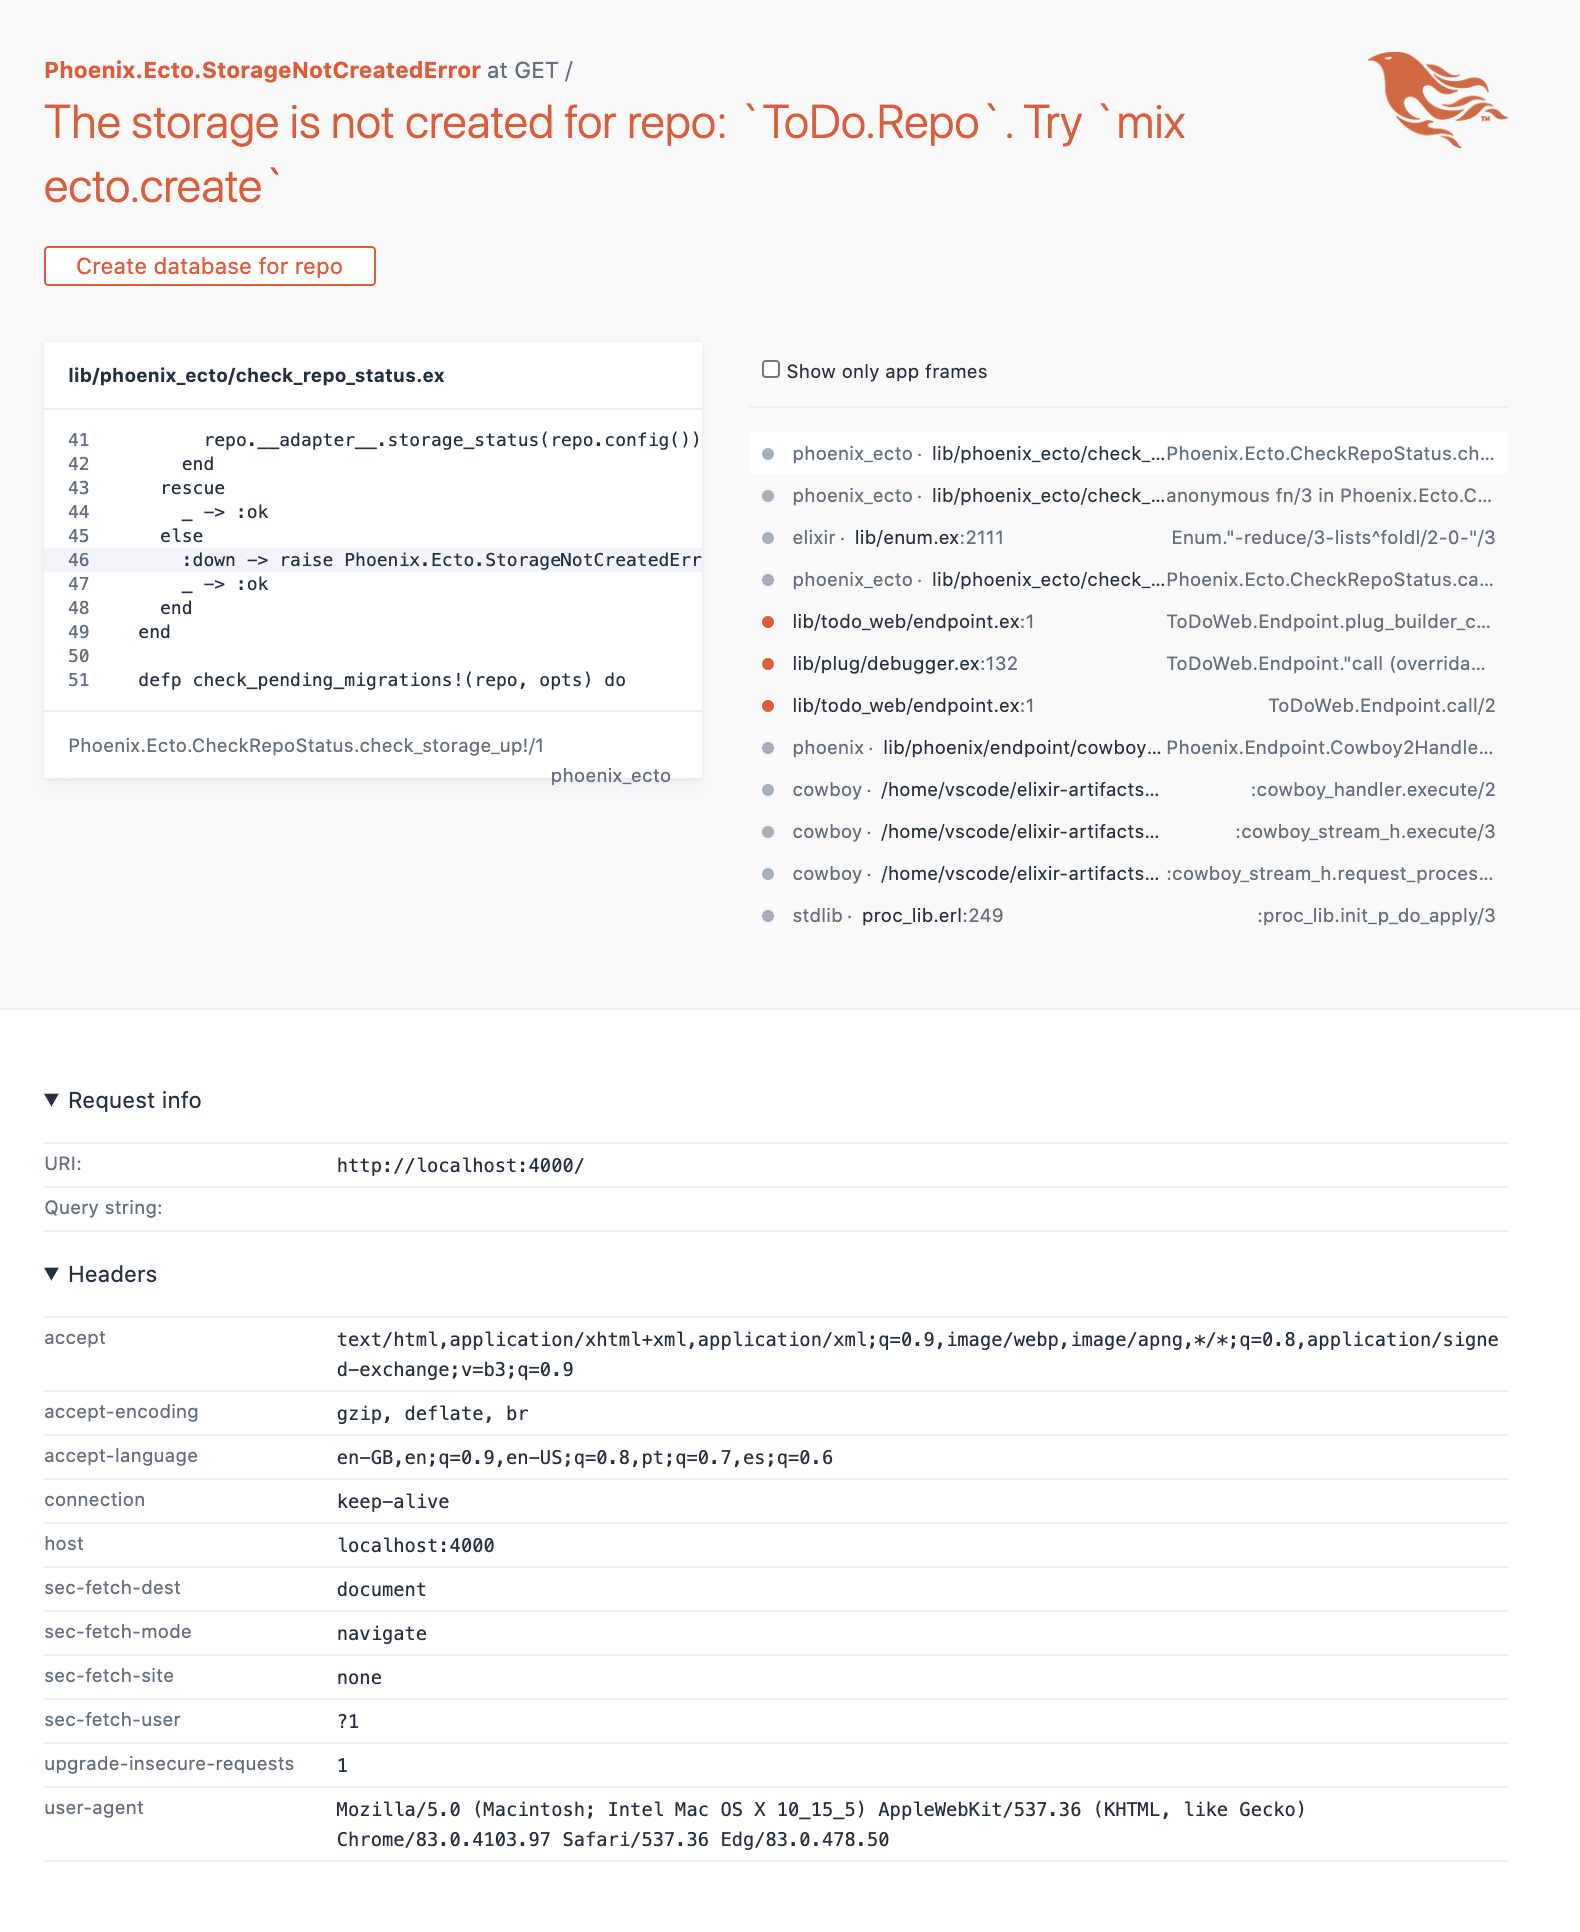 Phoenix.Ecto.StorageNotCreatedError at GET /
The storage is not created for repo: `ToDo.Repo`. Try `mix
ecto.create`
TM
Create database for repo
lib/phoenix_ecto/check_repo_status.ex
41 repo.__adapter__.storage_status(repo.config())
42 end
43 rescue
44 _ -> :ok
45 else
46 :down -> raise Phoenix.Ecto.StorageNotCreatedErr
47 _ -> :ok
48 end
49 end
50
51 defp check_pending_migrations!(repo, opts) do
Phoenix.Ecto.CheckRepoStatus.check_storage_up!/1
phoenix_ecto
Show only app frames
phoenix_ecto · lib/phoenix_ecto/check_... Phoenix.Ecto.CheckRepoStatus.ch...
phoenix_ecto · lib/phoenix_ecto/check_... anonymous fn/3 in Phoenix.Ecto.C...
elixir · lib/enum.ex:2111 Enum."-reduce/3-lists^foldl/2-0-"/3
phoenix_ecto · lib/phoenix_ecto/check_... Phoenix.Ecto.CheckRepoStatus.ca...
lib/todo_web/endpoint.ex:1 ToDoWeb.Endpoint.plug_builder_c...
lib/plug/debugger.ex:132 ToDoWeb.Endpoint."call (overrida...
lib/todo_web/endpoint.ex:1 ToDoWeb.Endpoint.call/2
phoenix · lib/phoenix/endpoint/cowboy... Phoenix.Endpoint.Cowboy2Handle...
cowboy · /home/vscode/elixir-artifacts... :cowboy_handler.execute/2
cowboy · /home/vscode/elixir-artifacts... :cowboy_stream_h.execute/3
cowboy · /home/vscode/elixir-artifacts... :cowboy_stream_h.request_proces...
stdlib · proc_lib.erl:249 :proc_lib.init_p_do_apply/3
▼ Request info
URI: http://localhost:4000/
Query string:
▼ Headers
accept text/html,application/xhtml+xml,application/xml;q=0.9,image/webp,image/apng,*/*;q=0.8,application/signe
d-exchange;v=b3;q=0.9
accept-encoding gzip, deflate, br
accept-language en-GB,en;q=0.9,en-US;q=0.8,pt;q=0.7,es;q=0.6
connection keep-alive
host localhost:4000
sec-fetch-dest document
sec-fetch-mode navigate
sec-fetch-site none
sec-fetch-user ?1
upgrade-insecure-requests 1
user-agent Mozilla/5.0 (Macintosh; Intel Mac OS X 10_15_5) AppleWebKit/537.36 (KHTML, like Gecko)
Chrome/83.0.4103.97 Safari/537.36 Edg/83.0.478.50